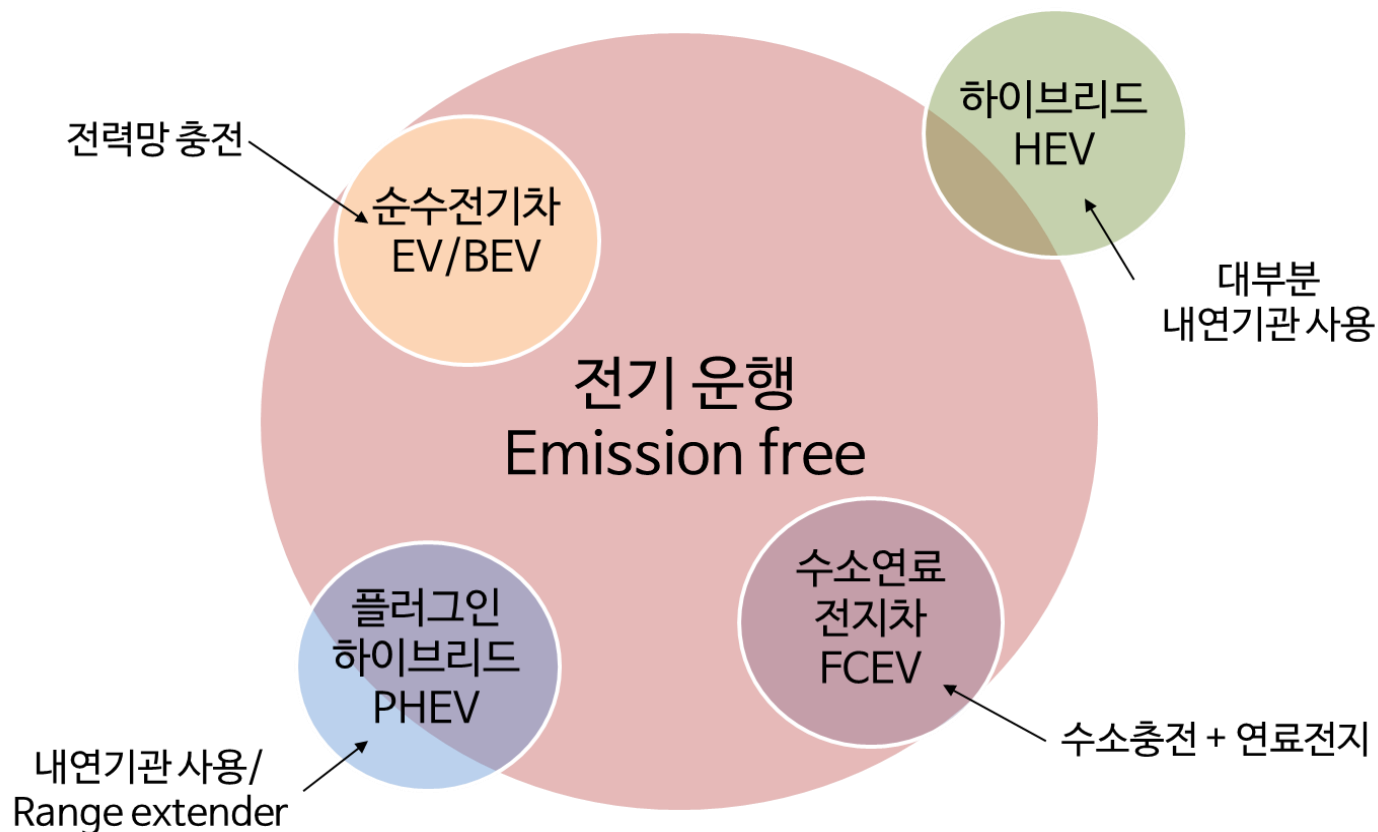 하이브리드
HEV
전력망 충전
순수전기차
EV/BEV
대부분
내연기관 사용
전기 운행
Emission free
수소연료
전지차
FCEV
플러그인
하이브리드
PHEV
수소충전 + 연료전지
내연기관 사용/
Range extender